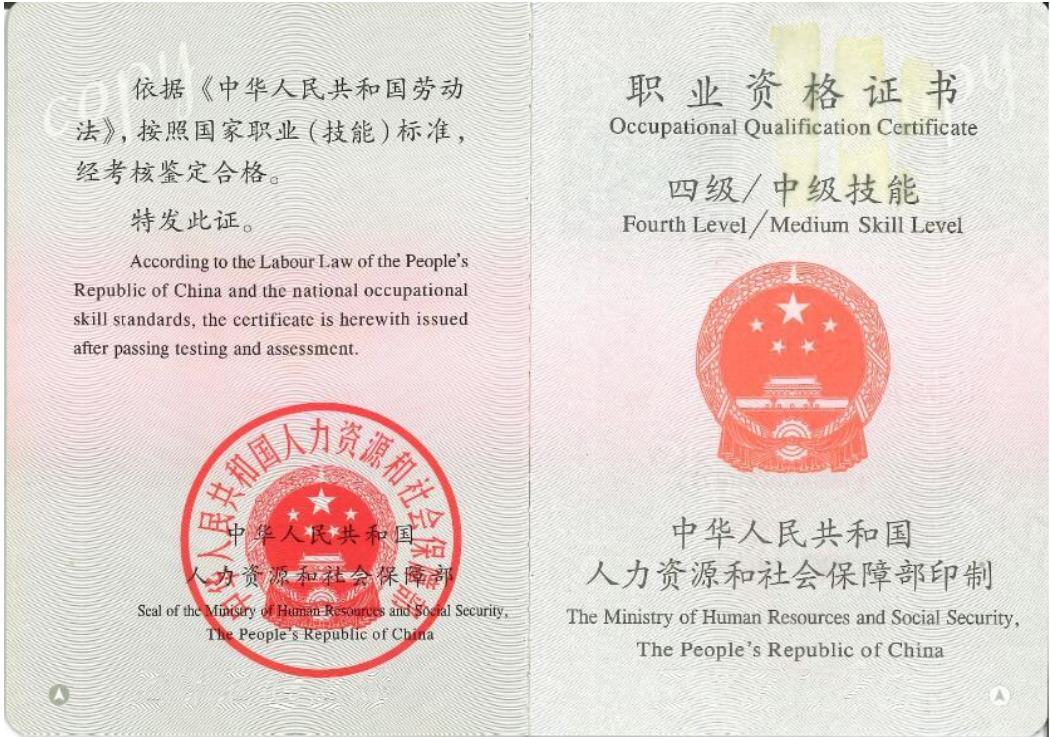 依据《中华人民共和国劳动
法》,按照国家职业(技能)标准,
经考核鉴定合格。
特发此证。
According to the Labour Law of the People's
Republic of China and the national occupational
skill standards, the certificate is herewith issued
after passing testing and assessment.
中华人民共和国人力资源和社会保障部
中华人民共和国
人力资源和社会保障部
Seal of the Ministry of Human Resources and Social Security,
The People's Republic of China
copy
职业资格证书
Occupational Qualification Certificate
四级/中级技能
Fourth Level/Medium Skill Level
中华人民共和国
人力资源和社会保障部印制
The Ministry of Human Resources and Social Security,
The People's Republic of China